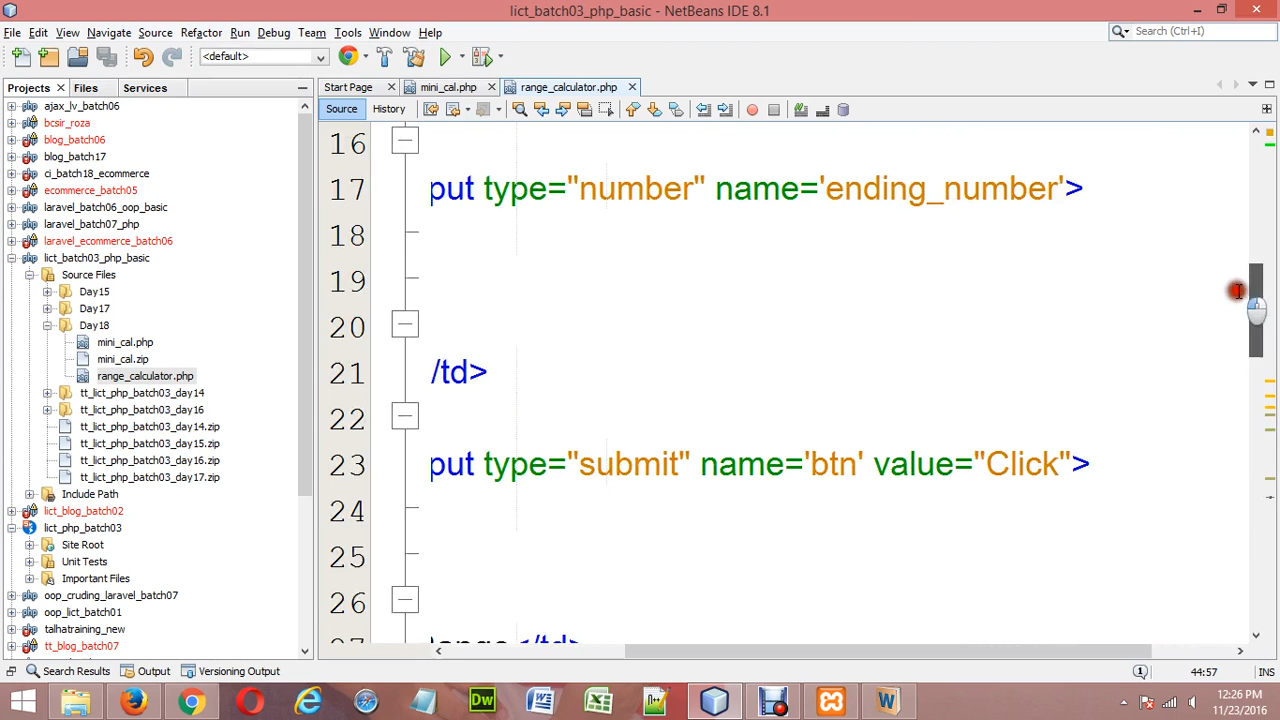 lict_batch03_php_basic - NetBeans IDE 8.1
File Edit View Navigate Source Refactor Run Debug Team Tools Window Help
Search (Ctrl+I)
<default>
Projects Files Services
Start Page mini_cal.php range_calculator.php
Source History
ajax_lv_batch06
bcsir_roza
blog_batch06
blog_batch17
ci_batch18_ecommerce
ecommerce_batch05
laravel_batch06_oop_basic
laravel_batch07_php
laravel_ecommerce_batch06
lict_batch03_php_basic
Source Files
Day15
Day17
Day18
mini_cal.php
mini_cal.zip
range_calculator.php
tt_lict_php_batch03_day14
tt_lict_php_batch03_day16
tt_lict_php_batch03_day14.zip
tt_lict_php_batch03_day15.zip
tt_lict_php_batch03_day16.zip
tt_lict_php_batch03_day17.zip
Include Path
lict_blog_batch02
lict_php_batch03
Site Root
Unit Tests
Important Files
oop_cruding_laravel_batch07
oop_lict_batch01
talhatraining_new
tt_blog_batch07
16
17 put type="number" name='ending_number'>
18
19
20
21 /td>
22
23 put type="submit" name='btn' value="Click">
24
25
26
27 Range </td>
Search Results Output Versioning Output
44:57 INS
12:26 PM
11/23/2016